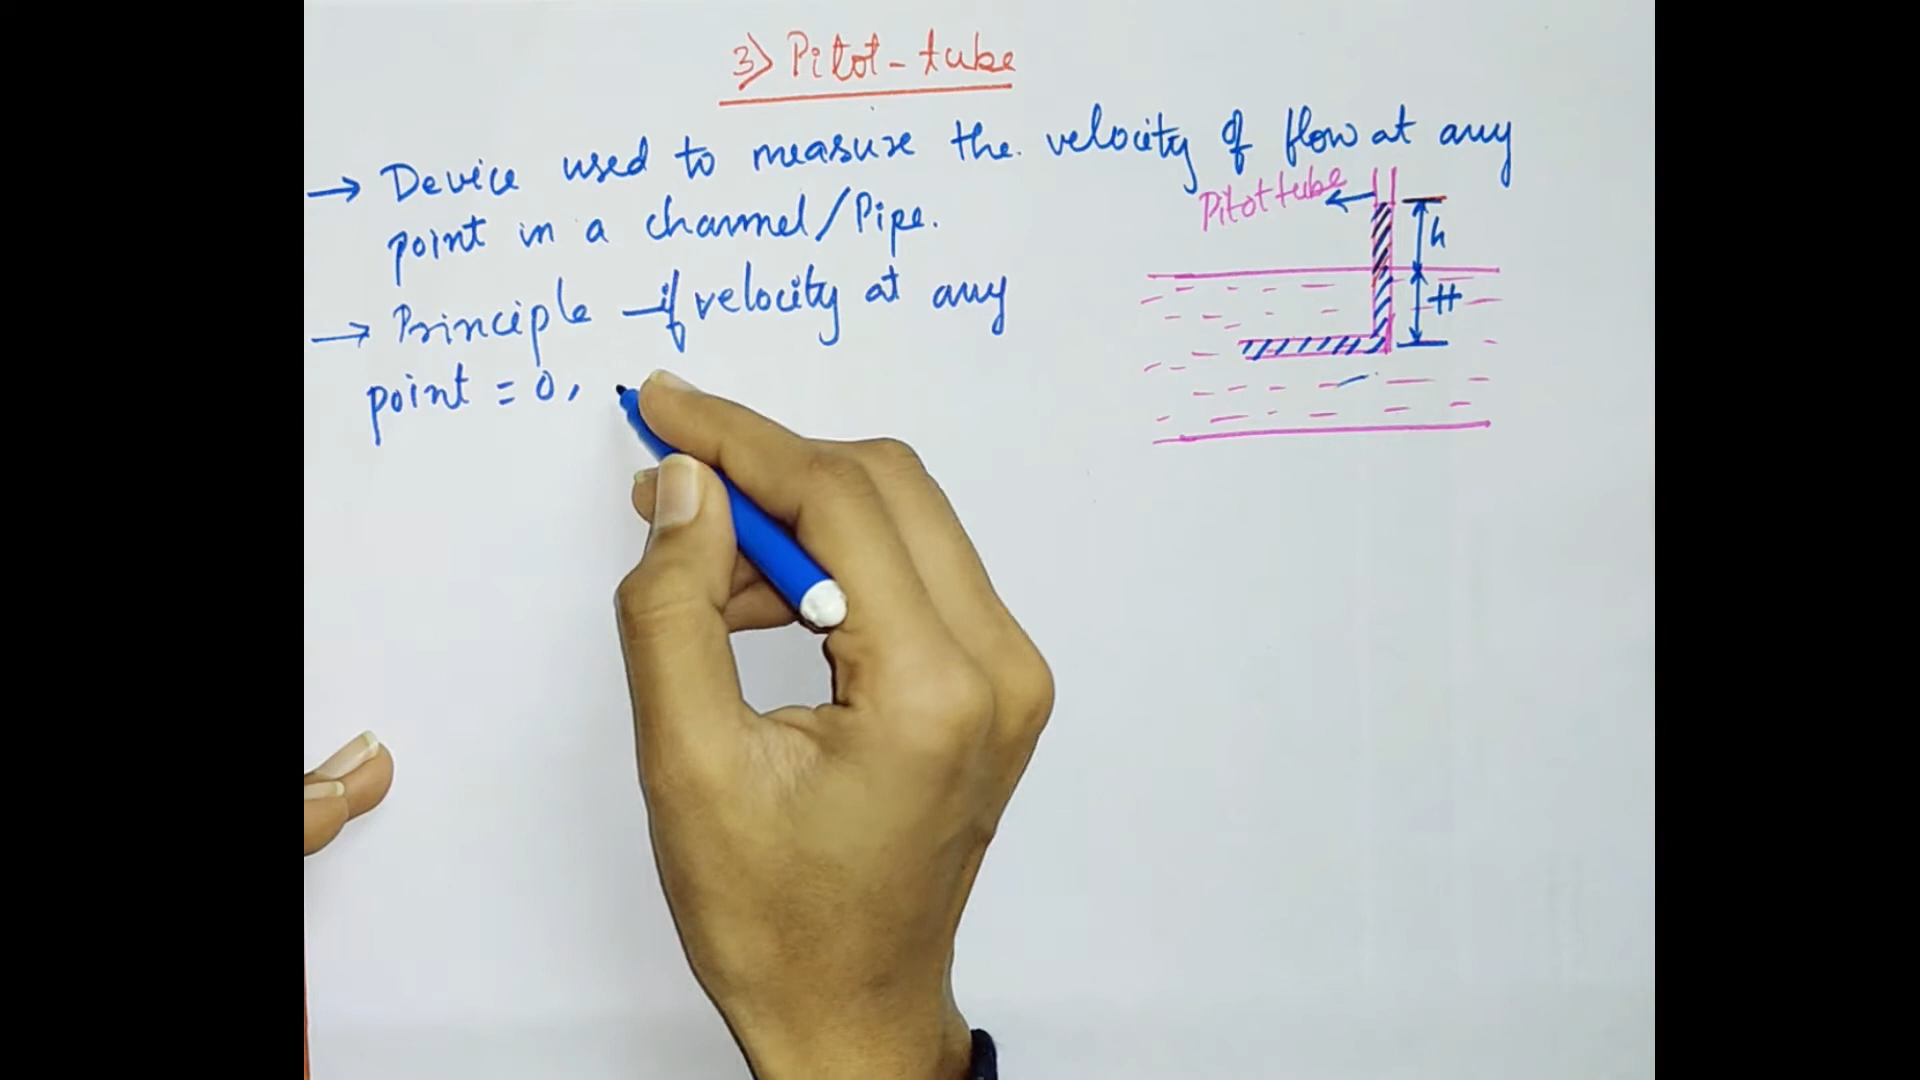 3) Pitot-tube
→ Device used to measure the velocity of flow at any
point in a channel/Pipe.
Pitot tube
h
H
→ Principle - if velocity at any
point = 0,